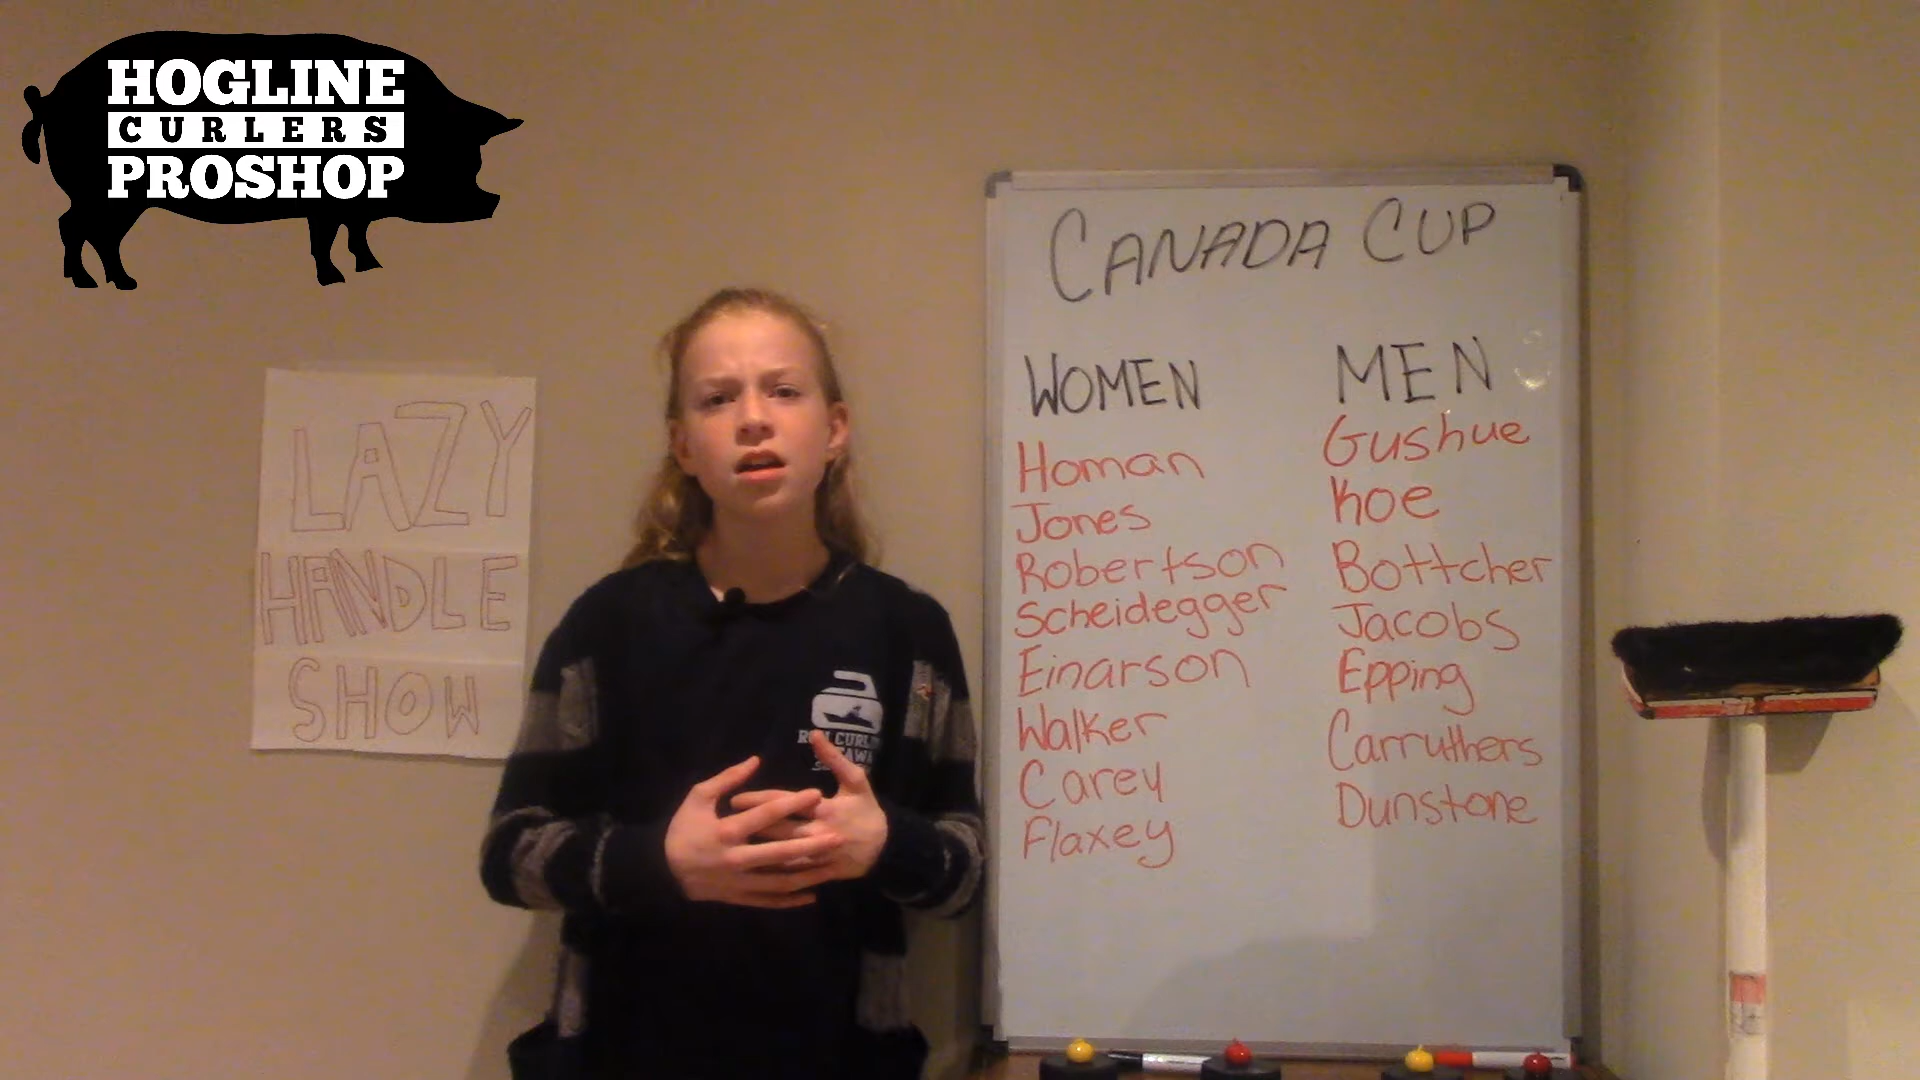 HOGLINE
CURLERS
PROSHOP
LAZY
HANDLE
SHOW
CANADA CUP
WOMEN
Homan
Jones
Robertson
Scheidegger
Einarson
Walker
Carey
Flaxey
MEN
Gushue
Koe
Bottcher
Jacobs
Epping
Carruthers
Dunstone